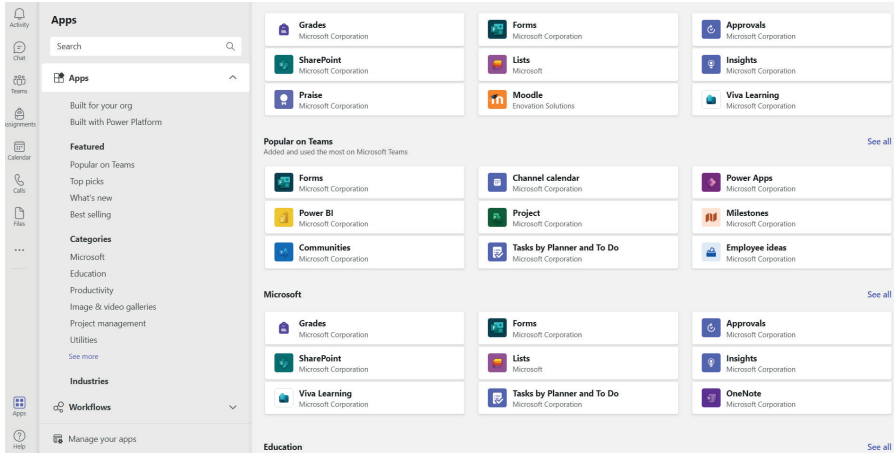 Activity
Chat
Teams
Assignments
Calendar
Calls
Files
Apps
Help
Apps
Search
Apps
Built for your org
Built with Power Platform
Featured
Popular on Teams
Top picks
What's new
Best selling
Categories
Microsoft
Education
Productivity
Image & video galleries
Project management
Utilities
See more
Industries
Workflows
Manage your apps
Grades
Microsoft Corporation
Forms
Microsoft Corporation
Approvals
Microsoft Corporation
SharePoint
Microsoft Corporation
Lists
Microsoft
Insights
Microsoft Corporation
Praise
Microsoft Corporation
Moodle
Enovation Solutions
Viva Learning
Microsoft Corporation
Popular on Teams
See all
Added and used the most on Microsoft Teams
Forms
Microsoft Corporation
Channel calendar
Microsoft Corporation
Power Apps
Microsoft Corporation
Power BI
Microsoft Corporation
Project
Microsoft Corporation
Milestones
Microsoft Corporation
Communities
Microsoft Corporation
Tasks by Planner and To Do
Microsoft Corporation
Employee ideas
Microsoft Corporation
Microsoft
See all
Grades
Microsoft Corporation
Forms
Microsoft Corporation
Approvals
Microsoft Corporation
SharePoint
Microsoft Corporation
Lists
Microsoft
Insights
Microsoft Corporation
Viva Learning
Microsoft Corporation
Tasks by Planner and To Do
Microsoft Corporation
OneNote
Microsoft Corporation
Education
See all